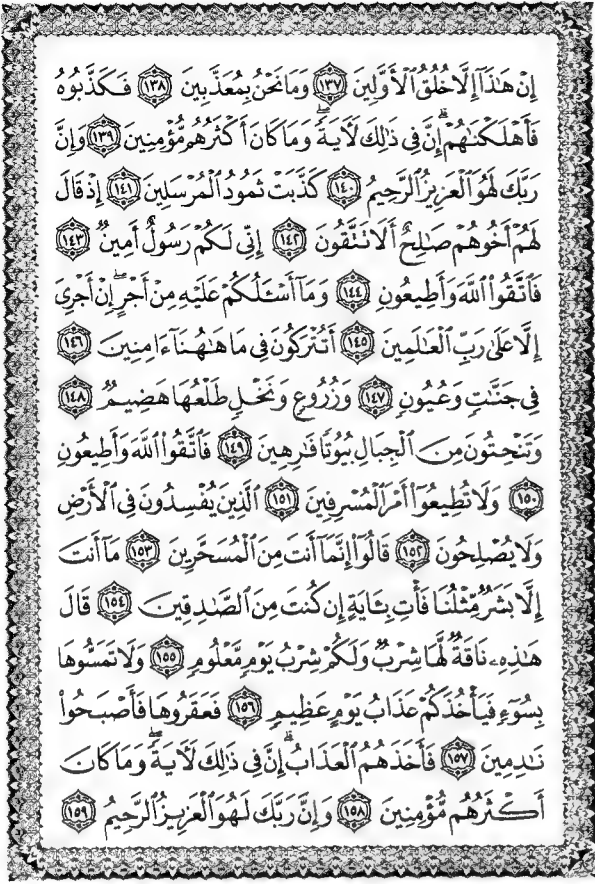 إِنْ هَٰذَآ إِلَّا خُلُقُ ٱلْأَوَّلِينَ ١٣٧ وَمَا نَحْنُ بِمُعَذَّبِينَ ١٣٨ فَكَذَّبُوهُ
فَأَهْلَكْنَٰهُمْ ۗ إِنَّ فِى ذَٰلِكَ لَءَايَةً ۖ وَمَا كَانَ أَكْثَرُهُم مُّؤْمِنِينَ ١٣٩ وَإِنَّ
رَبَّكَ لَهُوَ ٱلْعَزِيزُ ٱلرَّحِيمُ ١٤٠ كَذَّبَتْ ثَمُودُ ٱلْمُرْسَلِينَ ١٤١ إِذْ قَالَ
لَهُمْ أَخُوهُمْ صَٰلِحٌ أَلَا تَتَّقُونَ ١٤٢ إِنِّى لَكُمْ رَسُولٌ أَمِينٌ ١٤٣
فَٱتَّقُوا۟ ٱللَّهَ وَأَطِيعُونِ ١٤٤ وَمَآ أَسْـَٔلُكُمْ عَلَيْهِ مِنْ أَجْرٍ ۖ إِنْ أَجْرِىَ
إِلَّا عَلَىٰ رَبِّ ٱلْعَٰلَمِينَ ١٤٥ أَتُتْرَكُونَ فِى مَا هَٰهُنَآ ءَامِنِينَ ١٤٦
فِى جَنَّٰتٍ وَعُيُونٍ ١٤٧ وَزُرُوعٍ وَنَخْلٍ طَلْعُهَا هَضِيمٌ ١٤٨
وَتَنْحِتُونَ مِنَ ٱلْجِبَالِ بُيُوتًا فَٰرِهِينَ ١٤٩ فَٱتَّقُوا۟ ٱللَّهَ وَأَطِيعُونِ
١٥٠ وَلَا تُطِيعُوٓا۟ أَمْرَ ٱلْمُسْرِفِينَ ١٥١ ٱلَّذِينَ يُفْسِدُونَ فِى ٱلْأَرْضِ
وَلَا يُصْلِحُونَ ١٥٢ قَالُوٓا۟ إِنَّمَآ أَنتَ مِنَ ٱلْمُسَحَّرِينَ ١٥٣ مَآ أَنتَ
إِلَّا بَشَرٌ مِّثْلُنَا فَأْتِ بِـَٔايَةٍ إِن كُنتَ مِنَ ٱلصَّٰدِقِينَ ١٥٤ قَالَ
هَٰذِهِۦ نَاقَةٌ لَّهَا شِرْبٌ وَلَكُمْ شِرْبُ يَوْمٍ مَّعْلُومٍ ١٥٥ وَلَا تَمَسُّوهَا
بِسُوٓءٍ فَيَأْخُذَكُمْ عَذَابُ يَوْمٍ عَظِيمٍ ١٥٦ فَعَقَرُوهَا فَأَصْبَحُوا۟
نَٰدِمِينَ ١٥٧ فَأَخَذَهُمُ ٱلْعَذَابُ ۗ إِنَّ فِى ذَٰلِكَ لَءَايَةً ۖ وَمَا كَانَ
أَكْثَرُهُم مُّؤْمِنِينَ ١٥٨ وَإِنَّ رَبَّكَ لَهُوَ ٱلْعَزِيزُ ٱلرَّحِيمُ ١٥٩